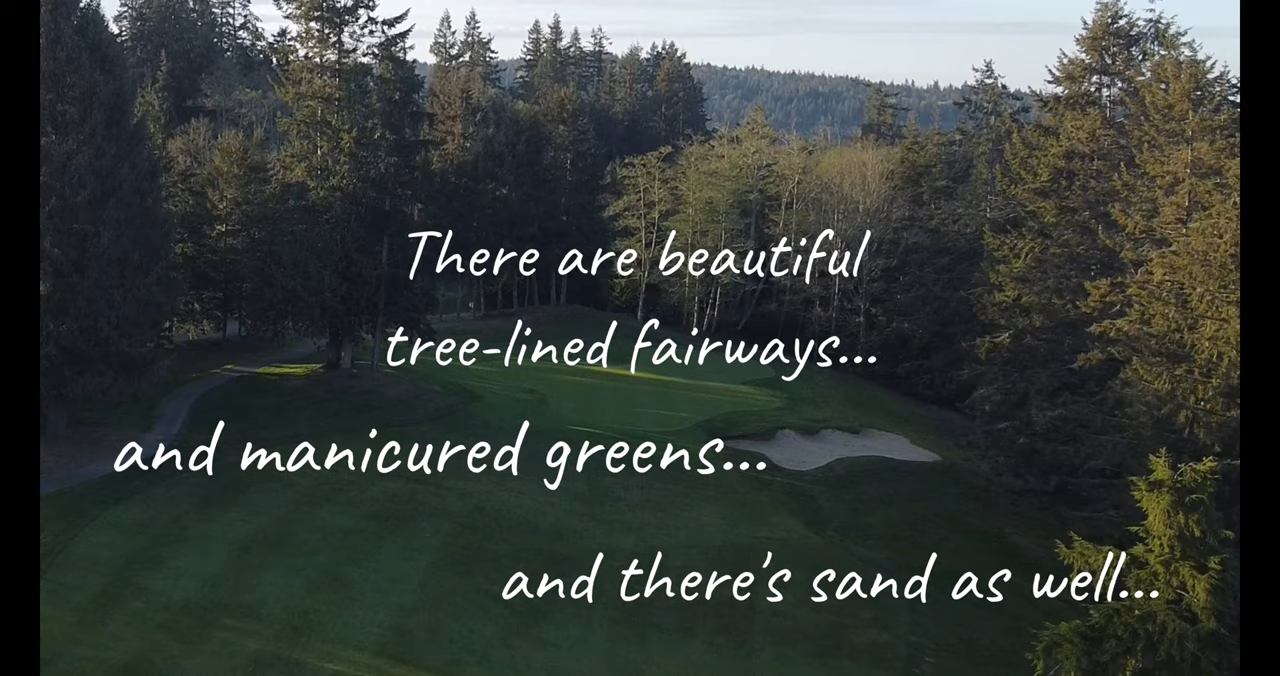 There are beautiful
tree-lined fairways...
and manicured greens...
and there's sand as well...